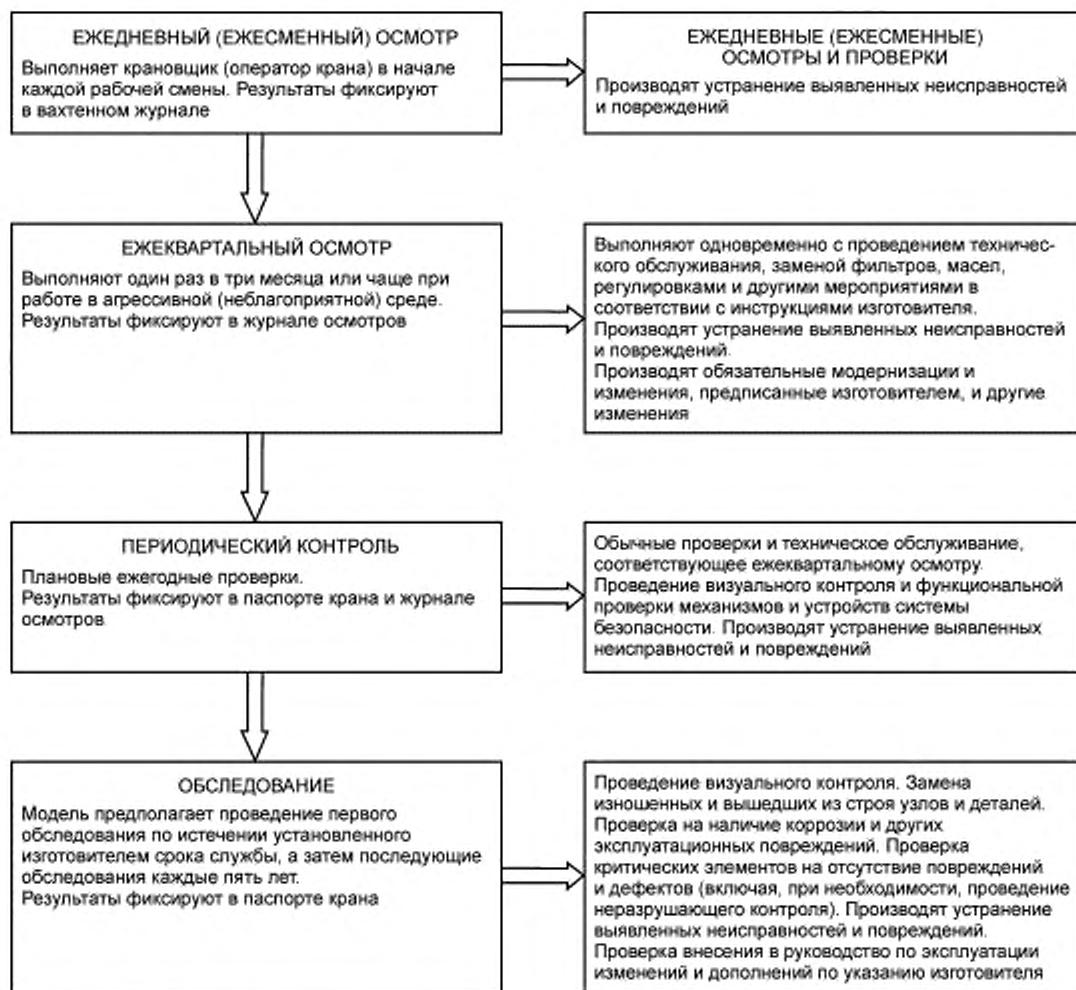 ЕЖЕДНЕВНЫЙ (ЕЖЕСМЕННЫЙ) ОСМОТР
Выполняет крановщик (оператор крана) в начале
каждой рабочей смены. Результаты фиксируют
в вахтенном журнале
ЕЖЕДНЕВНЫЕ (ЕЖЕСМЕННЫЕ)
ОСМОТРЫ И ПРОВЕРКИ
Производят устранение выявленных неисправностей
и повреждений
ЕЖЕКВАРТАЛЬНЫЙ ОСМОТР
Выполняют один раз в три месяца или чаще при
работе в агрессивной (неблагоприятной) среде.
Результаты фиксируют в журнале осмотров
Выполняют одновременно с проведением техничес-
кого обслуживания, заменой фильтров, масел,
регулировками и другими мероприятиями в
соответствии с инструкциями изготовителя.
Производят устранение выявленных неисправностей
и повреждений.
Производят обязательные модернизации и
изменения, предписанные изготовителем, и другие
изменения
ПЕРИОДИЧЕСКИЙ КОНТРОЛЬ
Плановые ежегодные проверки.
Результаты фиксируют в паспорте крана и журнале
осмотров
Обычные проверки и техническое обслуживание,
соответствующее ежеквартальному осмотру.
Проведение визуального контроля и функциональной
проверки механизмов и устройств системы
безопасности. Производят устранение выявленных
неисправностей и повреждений
ОБСЛЕДОВАНИЕ
Модель предполагает проведение первого
обследования по истечении установленного
изготовителем срока службы, а затем последующие
обследования каждые пять лет.
Результаты фиксируют в паспорте крана
Проведение визуального контроля. Замена
изношенных и вышедших из строя узлов и деталей.
Проверка на наличие коррозии и других
эксплуатационных повреждений. Проверка
критических элементов на отсутствие повреждений
и дефектов (включая, при необходимости, проведение
неразрушающего контроля). Производят устранение
выявленных неисправностей и повреждений.
Проверка внесения в руководство по эксплуатации
изменений и дополнений по указанию изготовителя